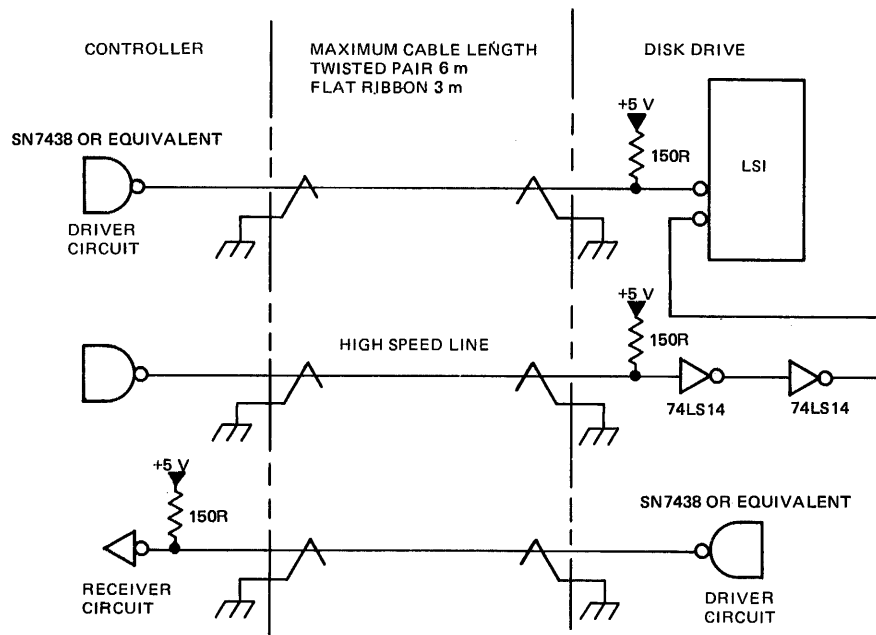 CONTROLLER
MAXIMUM CABLE LENGTH
TWISTED PAIR 6 m
FLAT RIBBON 3 m
DISK DRIVE
SN7438 OR EQUIVALENT
DRIVER
CIRCUIT
+5 V
150R
LSI
HIGH SPEED LINE
+5 V
150R
74LS14
74LS14
+5 V
150R
RECEIVER
CIRCUIT
SN7438 OR EQUIVALENT
DRIVER
CIRCUIT